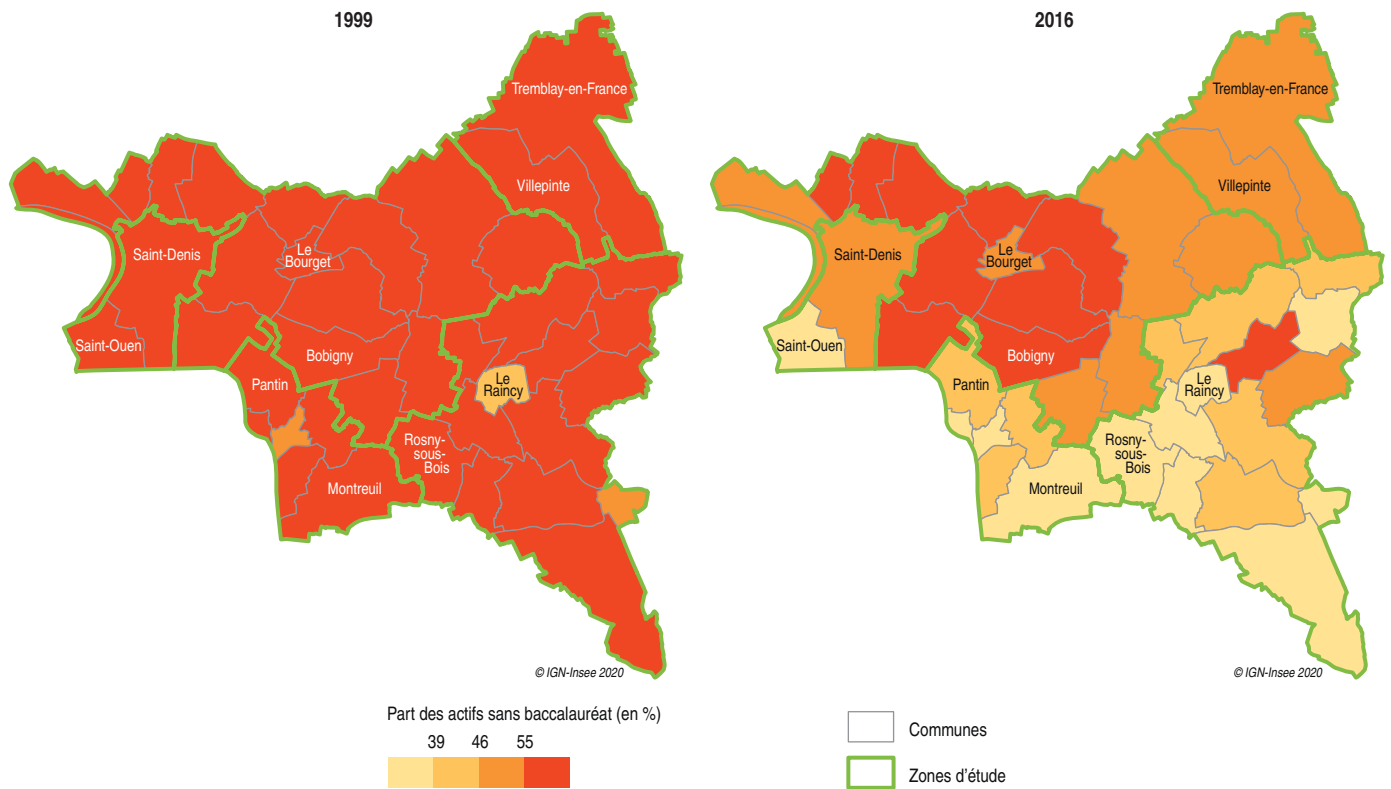 1999
Tremblay-en-France
Villepinte
Saint-Denis
Le
Bourget
Saint-Ouen
Bobigny
Pantin
Le
Raincy
Rosny-
sous-
Bois
Montreuil
© IGN-Insee 2020
2016
Tremblay-en-France
Villepinte
Saint-Denis
Le
Bourget
Saint-Ouen
Bobigny
Pantin
Le
Raincy
Rosny-
sous-
Bois
Montreuil
© IGN-Insee 2020
Part des actifs sans baccalauréat (en %)
39 46 55
Communes
Zones d'étude